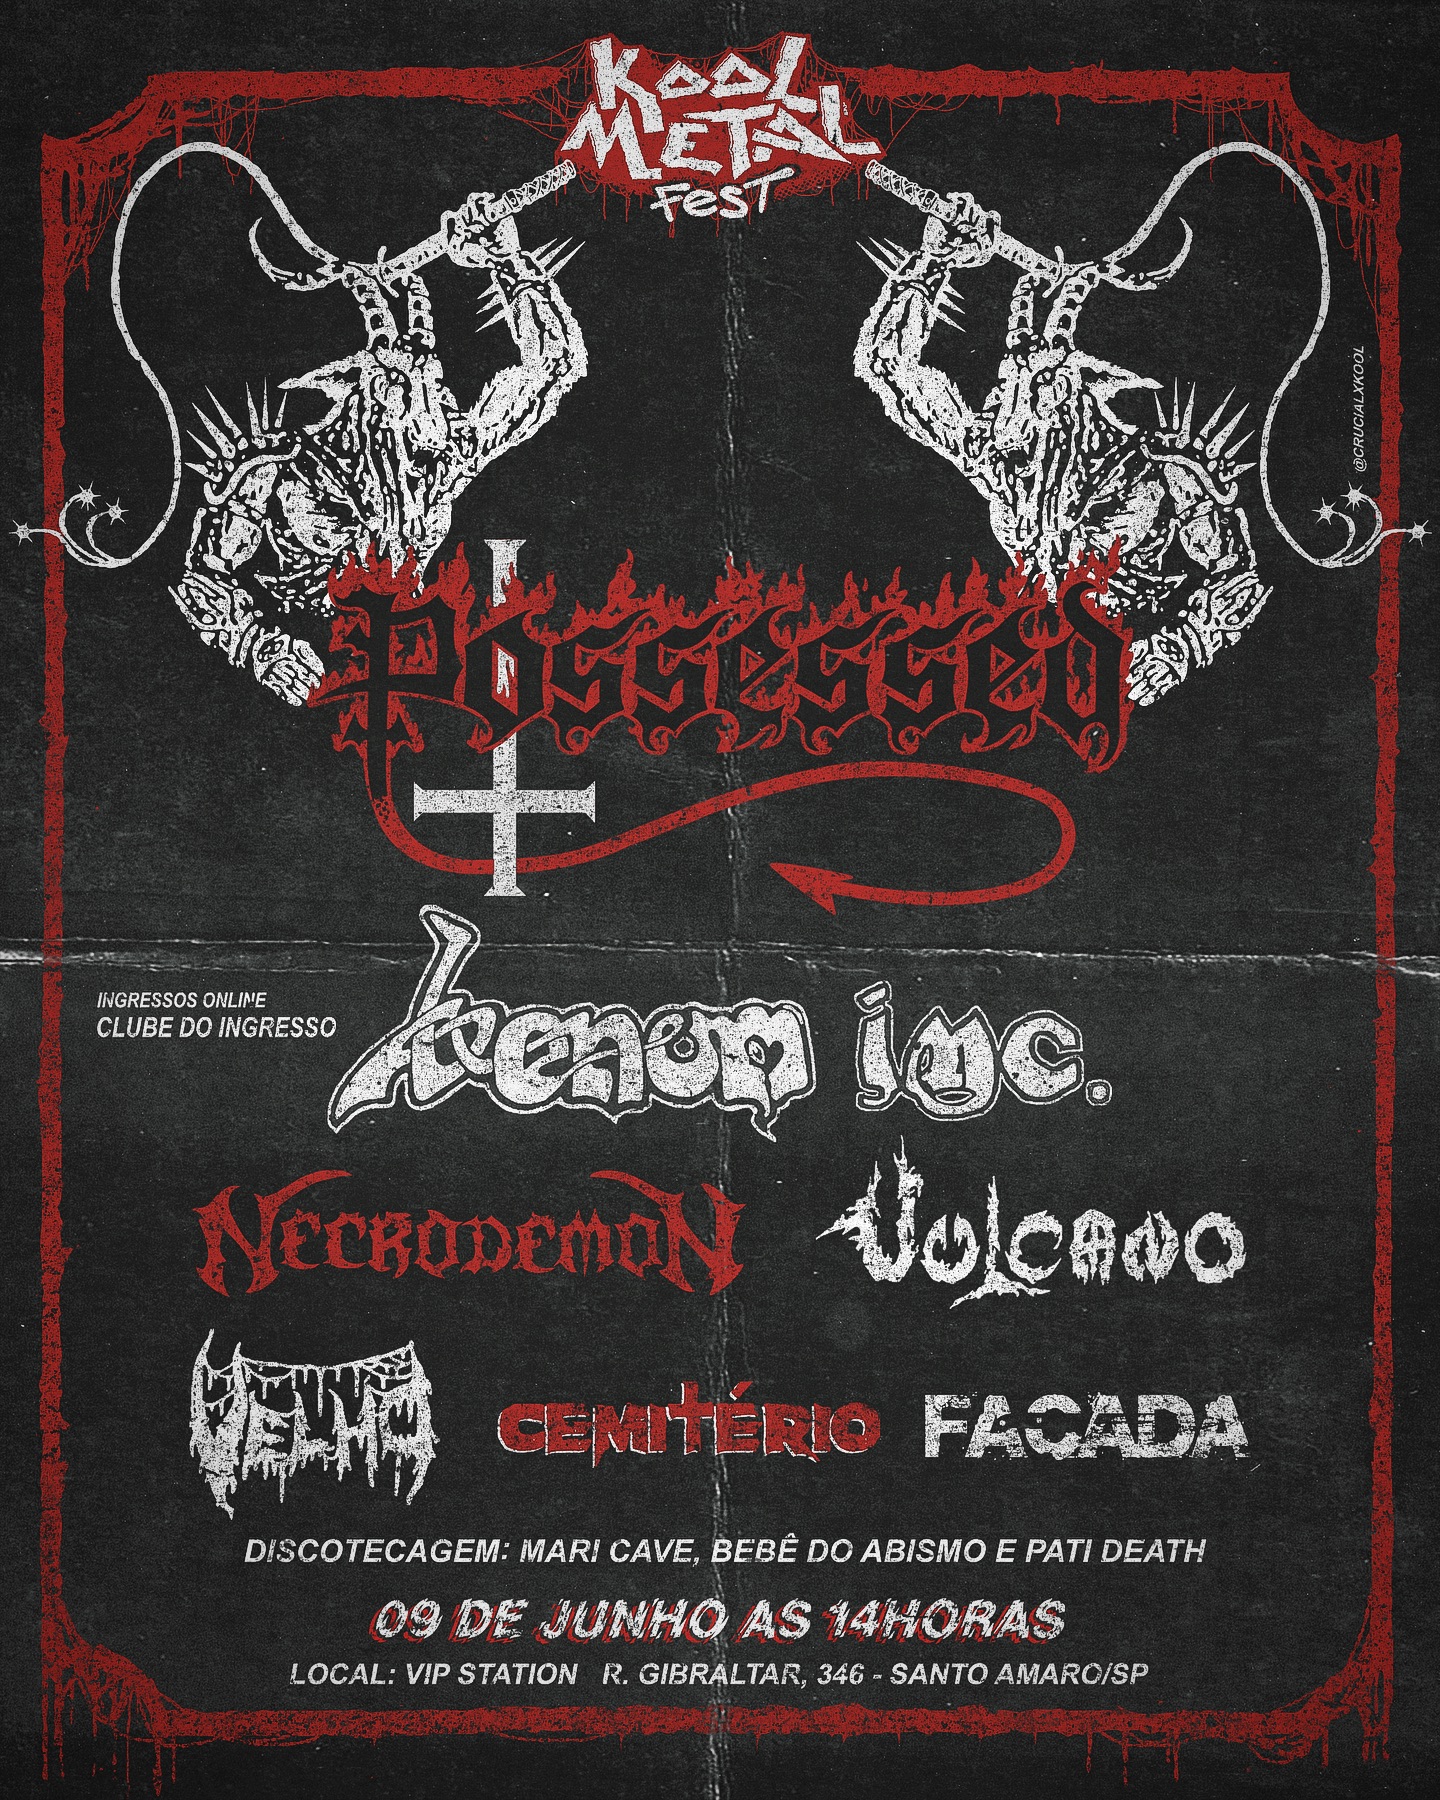 KOOL
METAL
FEST
@CRUCIALXKOOL
Possessed
INGRESSOS ONLINE
CLUBE DO INGRESSO
Venom inc.
NECRODEMON
VULCANO
VELHO
CEMITÉRIO
FACADA
DISCOTECAGEM: MARI CAVE, BEBÊ DO ABISMO E PATI DEATH
09 DE JUNHO AS 14HORAS
LOCAL: VIP STATION R. GIBRALTAR, 346 - SANTO AMARO/SP